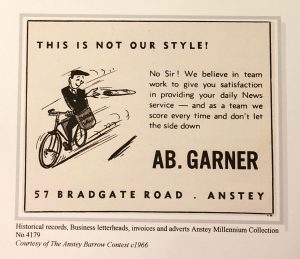 THIS IS NOT OUR STYLE!
No Sir! We believe in team
work to give you satisfaction
in providing your daily News
service — and as a team we
score every time and don't let
the side down
AB. GARNER
57 BRADGATE ROAD . ANSTEY
Historical records, Business letterheads, invoices and adverts Anstey Millennium Collection
No.4179
Courtesy of The Anstey Barrow Contest c1966